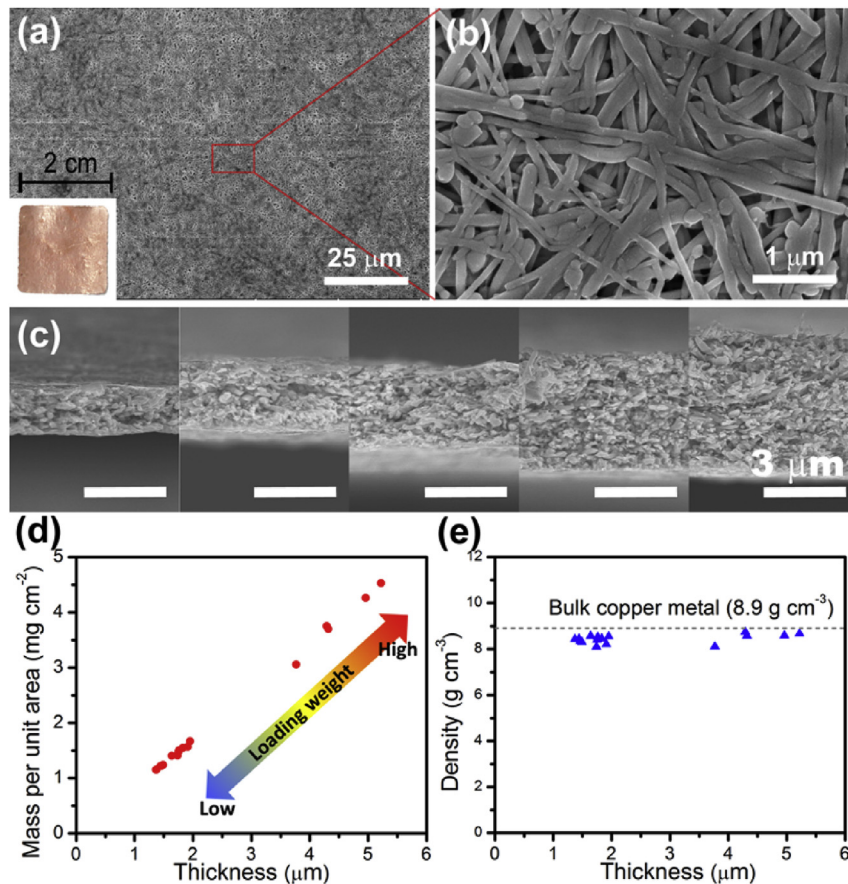 (a)
2 cm
25 μm
(b)
1 μm
(c)
3 μm
(d)
Mass per unit area (mg cm⁻²)
5
4
3
2
1
0
High
Loading weight
Low
0 1 2 3 4 5 6
Thickness (μm)
(e)
Density (g cm⁻³)
12
10
8
6
4
2
0
Bulk copper metal (8.9 g cm⁻³)
0 1 2 3 4 5 6
Thickness (μm)